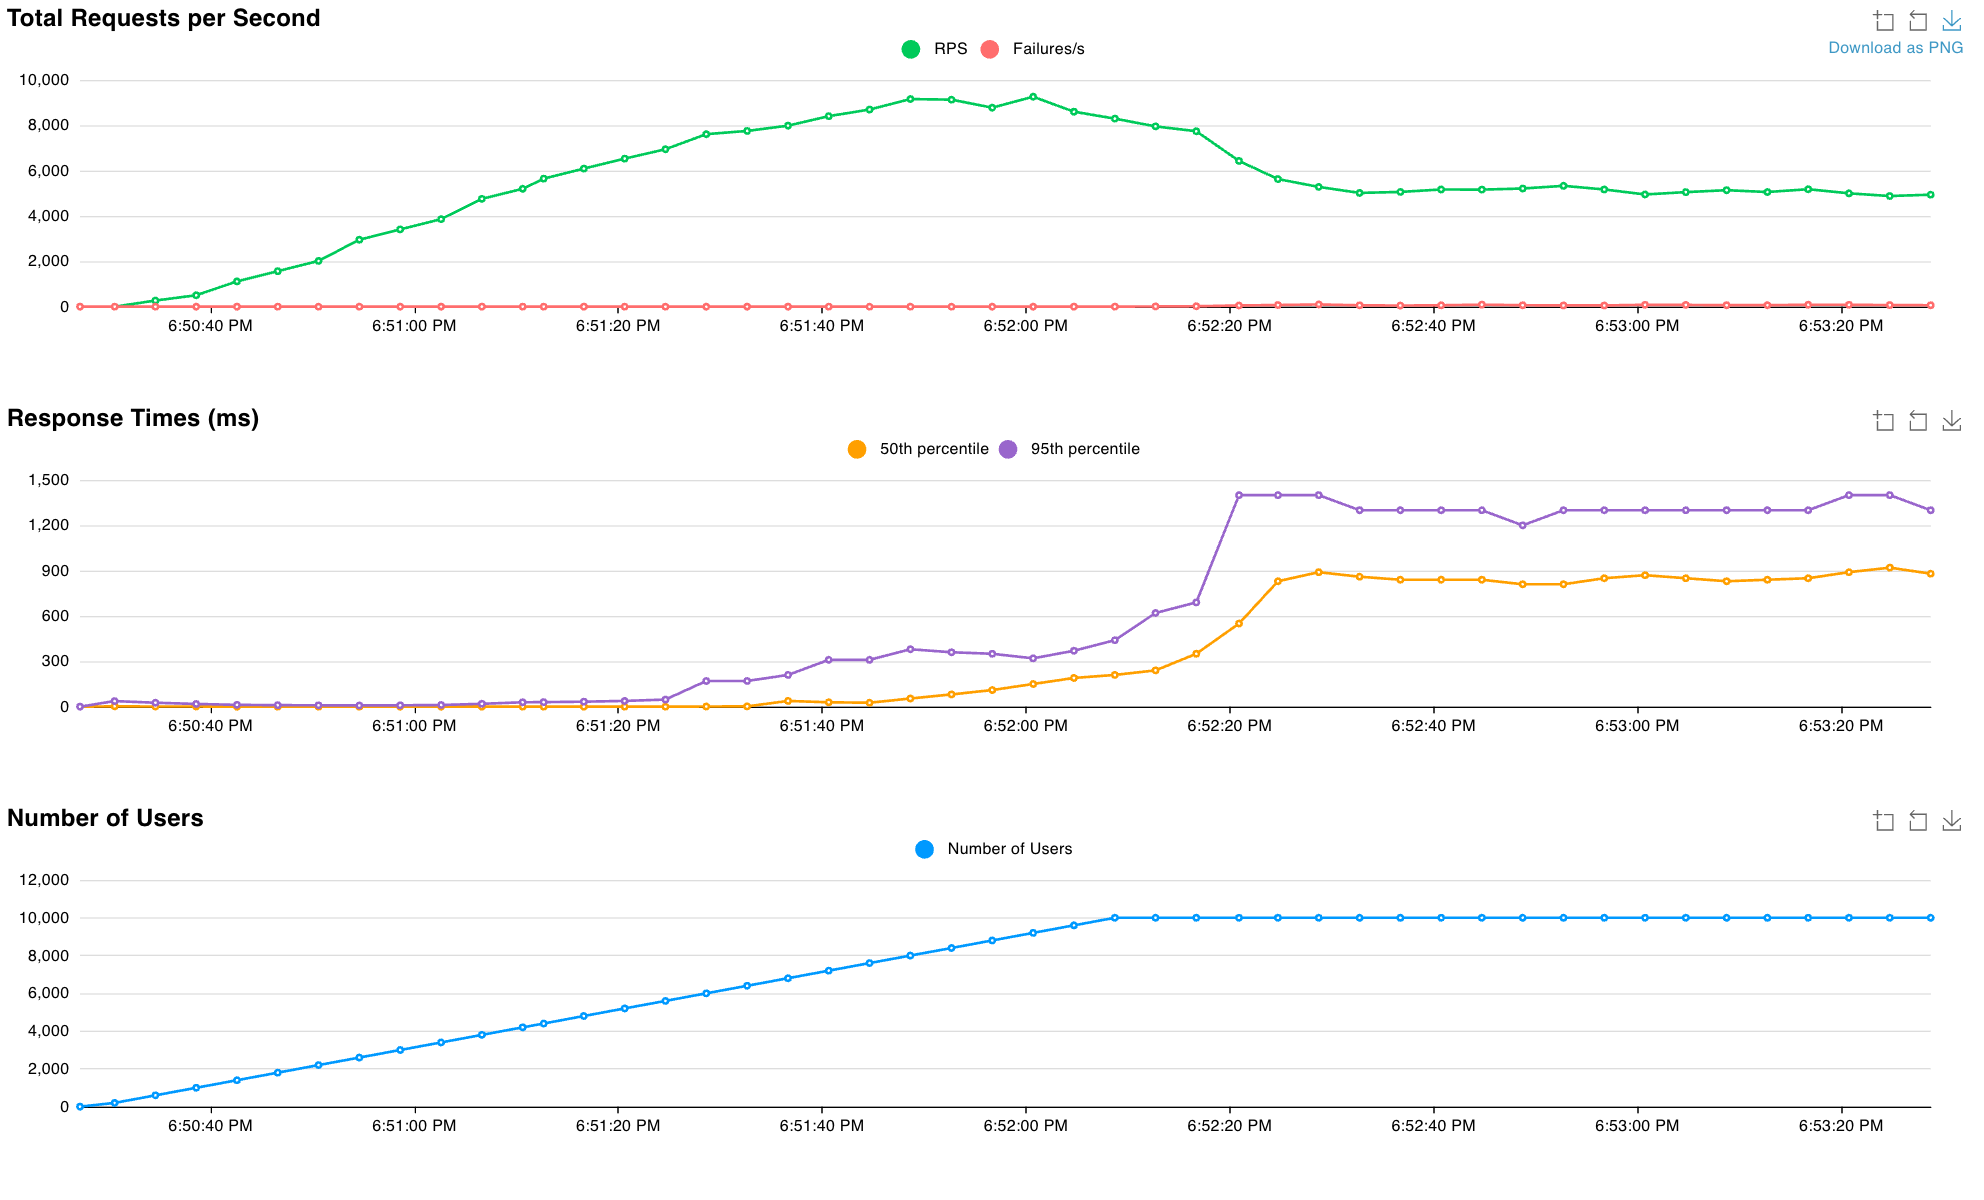 Total Requests per Second
Download as PNG
RPS Failures/s
10,000
8,000
6,000
4,000
2,000
0
6:50:40 PM 6:51:00 PM 6:51:20 PM 6:51:40 PM 6:52:00 PM 6:52:20 PM 6:52:40 PM 6:53:00 PM 6:53:20 PM
Response Times (ms)
50th percentile 95th percentile
1,500
1,200
900
600
300
0
6:50:40 PM 6:51:00 PM 6:51:20 PM 6:51:40 PM 6:52:00 PM 6:52:20 PM 6:52:40 PM 6:53:00 PM 6:53:20 PM
Number of Users
Number of Users
12,000
10,000
8,000
6,000
4,000
2,000
0
6:50:40 PM 6:51:00 PM 6:51:20 PM 6:51:40 PM 6:52:00 PM 6:52:20 PM 6:52:40 PM 6:53:00 PM 6:53:20 PM